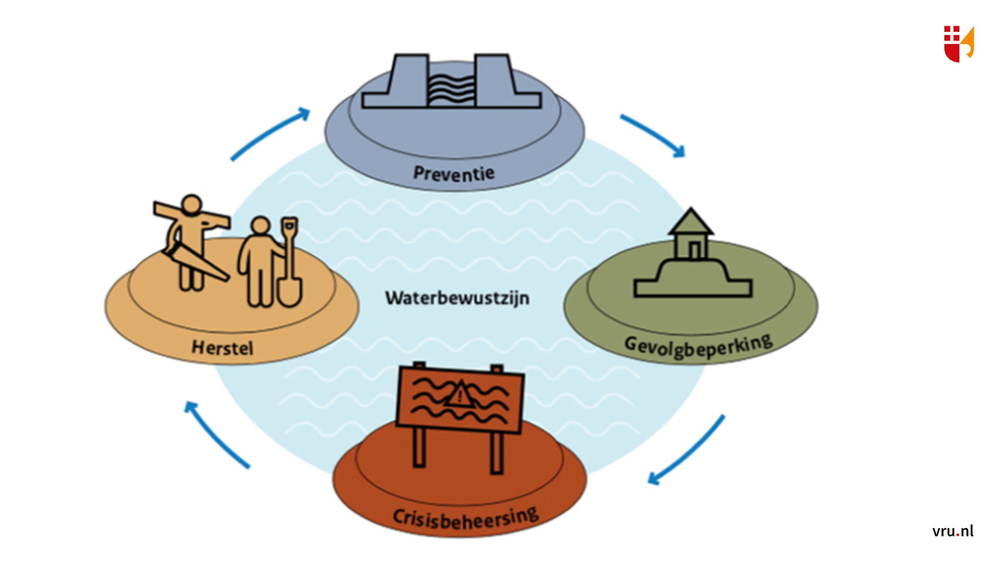 Preventie
Waterbewustzijn
Herstel
Gevolgbeperking
!
Crisisbeheersing
vru.nl